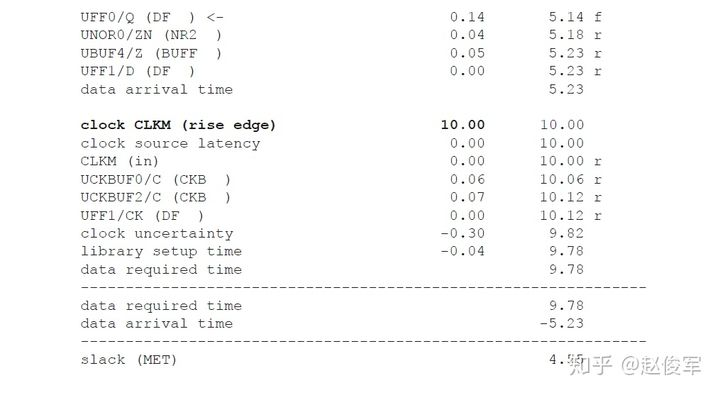 UFF0/Q (DF ) <- 0.14 5.14 f
UNOR0/ZN (NR2 ) 0.04 5.18 r
UBUF4/Z (BUFF ) 0.05 5.23 r
UFF1/D (DF ) 0.00 5.23 r
data arrival time 5.23
clock CLKM (rise edge) 10.00 10.00
clock source latency 0.00 10.00
CLKM (in) 0.00 10.00 r
UCKBUF0/C (CKB ) 0.06 10.06 r
UCKBUF2/C (CKB ) 0.07 10.12 r
UFF1/CK (DF ) 0.00 10.12 r
clock uncertainty -0.30 9.82
library setup time -0.04 9.78
data required time 9.78
------------------------------------------------------------
data required time 9.78
data arrival time -5.23
------------------------------------------------------------
slack (MET) 4.55
知乎 @赵俊军